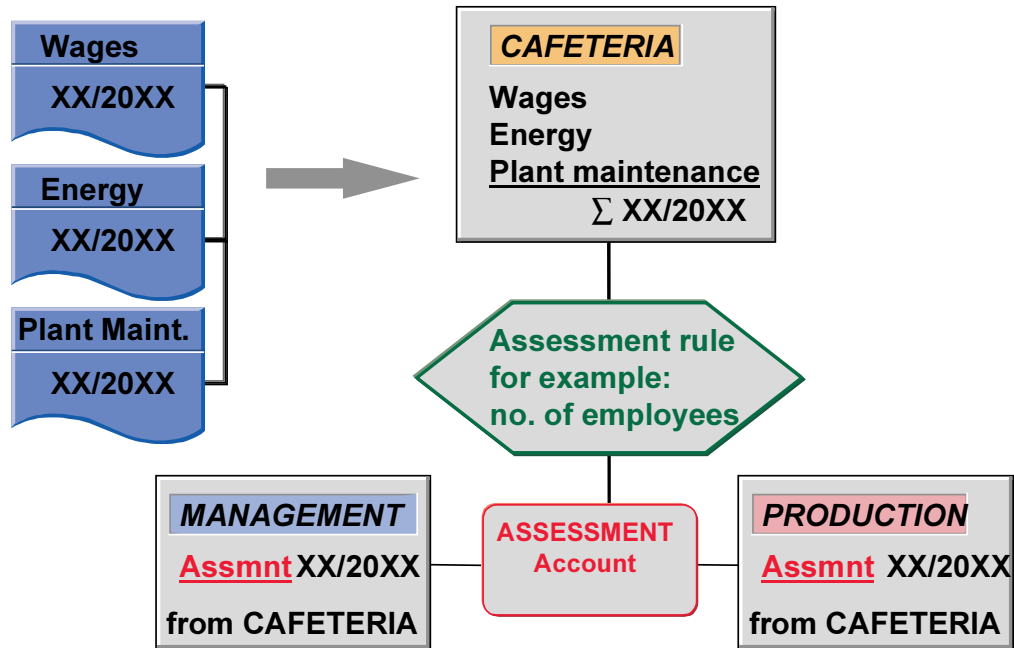 Wages
XX/20XX
Energy
XX/20XX
Plant Maint.
XX/20XX
CAFETERIA
Wages
Energy
Plant maintenance
∑ XX/20XX
Assessment rule
for example:
no. of employees
MANAGEMENT
Assmnt XX/20XX
from CAFETERIA
ASSESSMENT
Account
PRODUCTION
Assmnt XX/20XX
from CAFETERIA